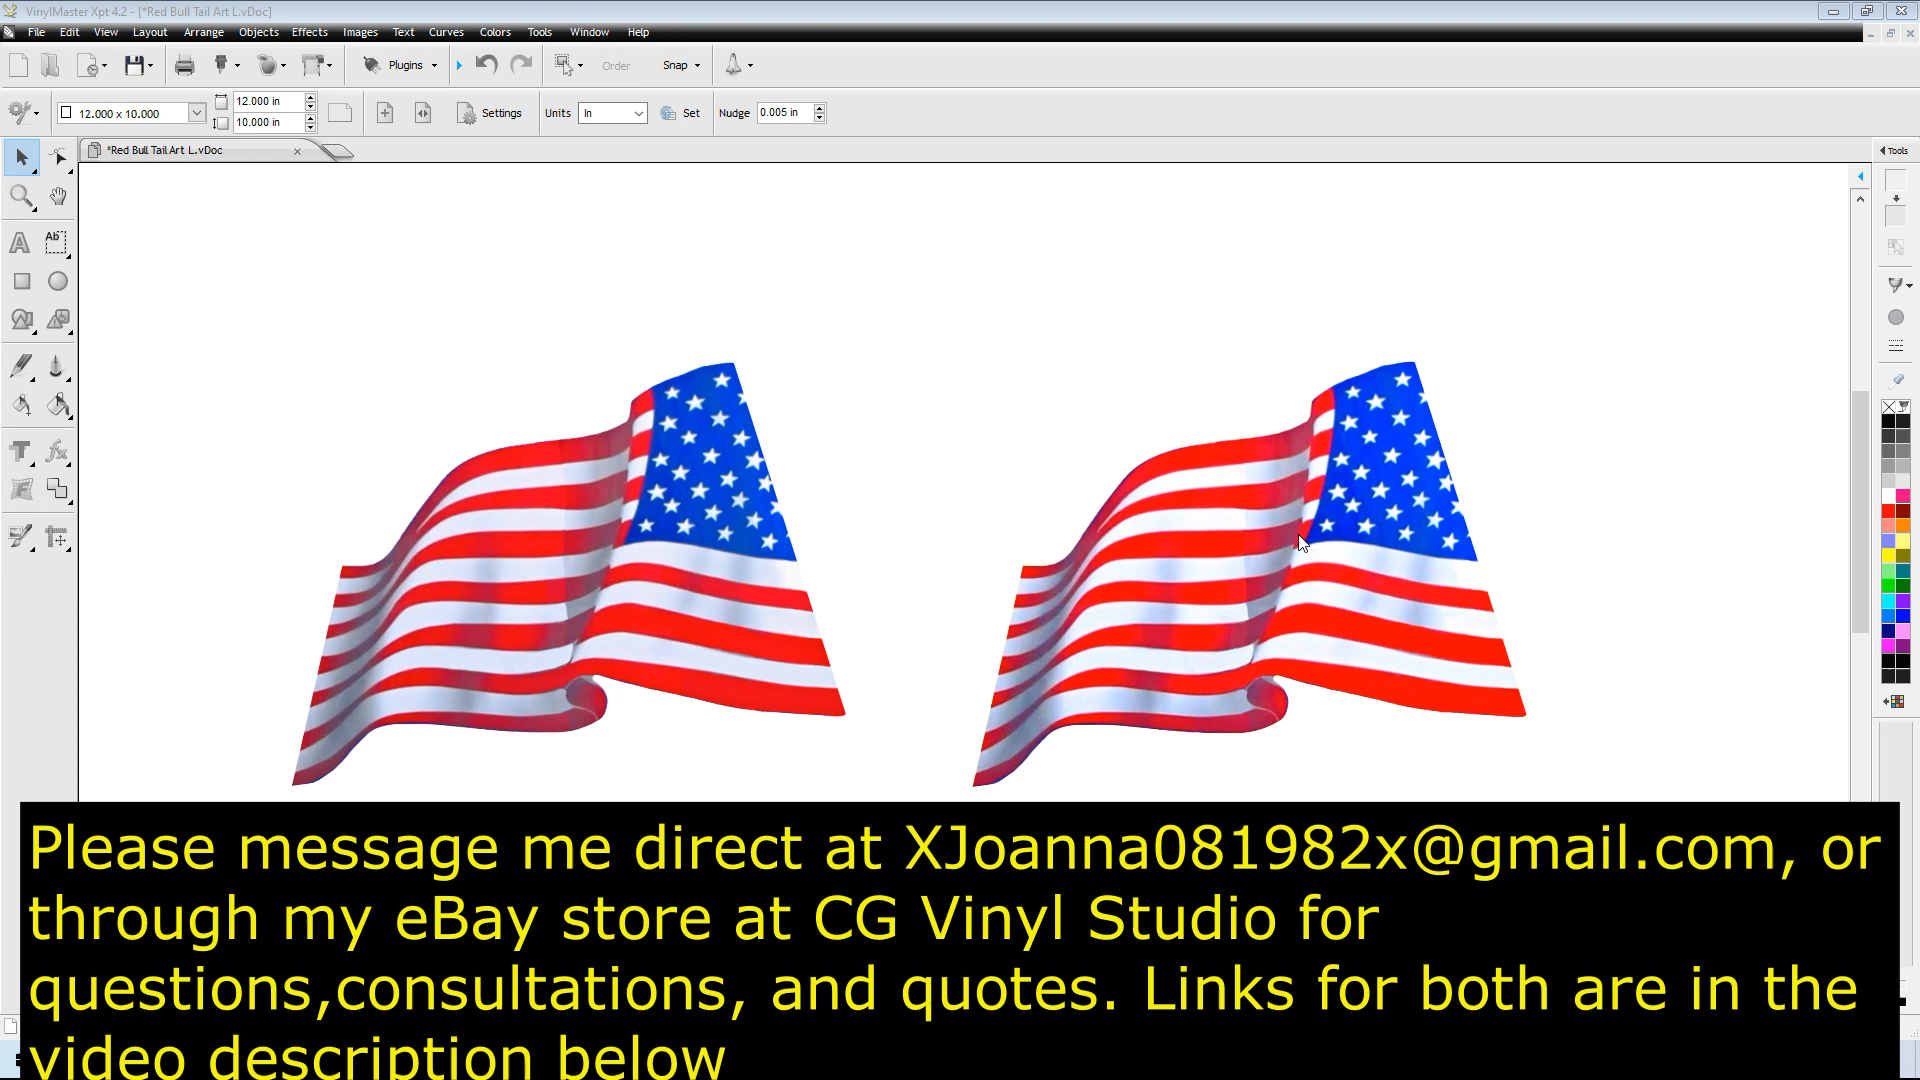 VinylMaster Xpt 4.2 - [*Red Bull Tail Art L.vDoc]
File Edit View Layout Arrange Objects Effects Images Text Curves Colors Tools Window Help
Plugins Order Snap
12.000 x 10.000 12.000 in 10.000 in Settings Units In Set Nudge 0.005 in
*Red Bull Tail Art L.vDoc
Tools
Please message me direct at XJoanna081982x@gmail.com, or
through my eBay store at CG Vinyl Studio for
questions,consultations, and quotes. Links for both are in the
video description below